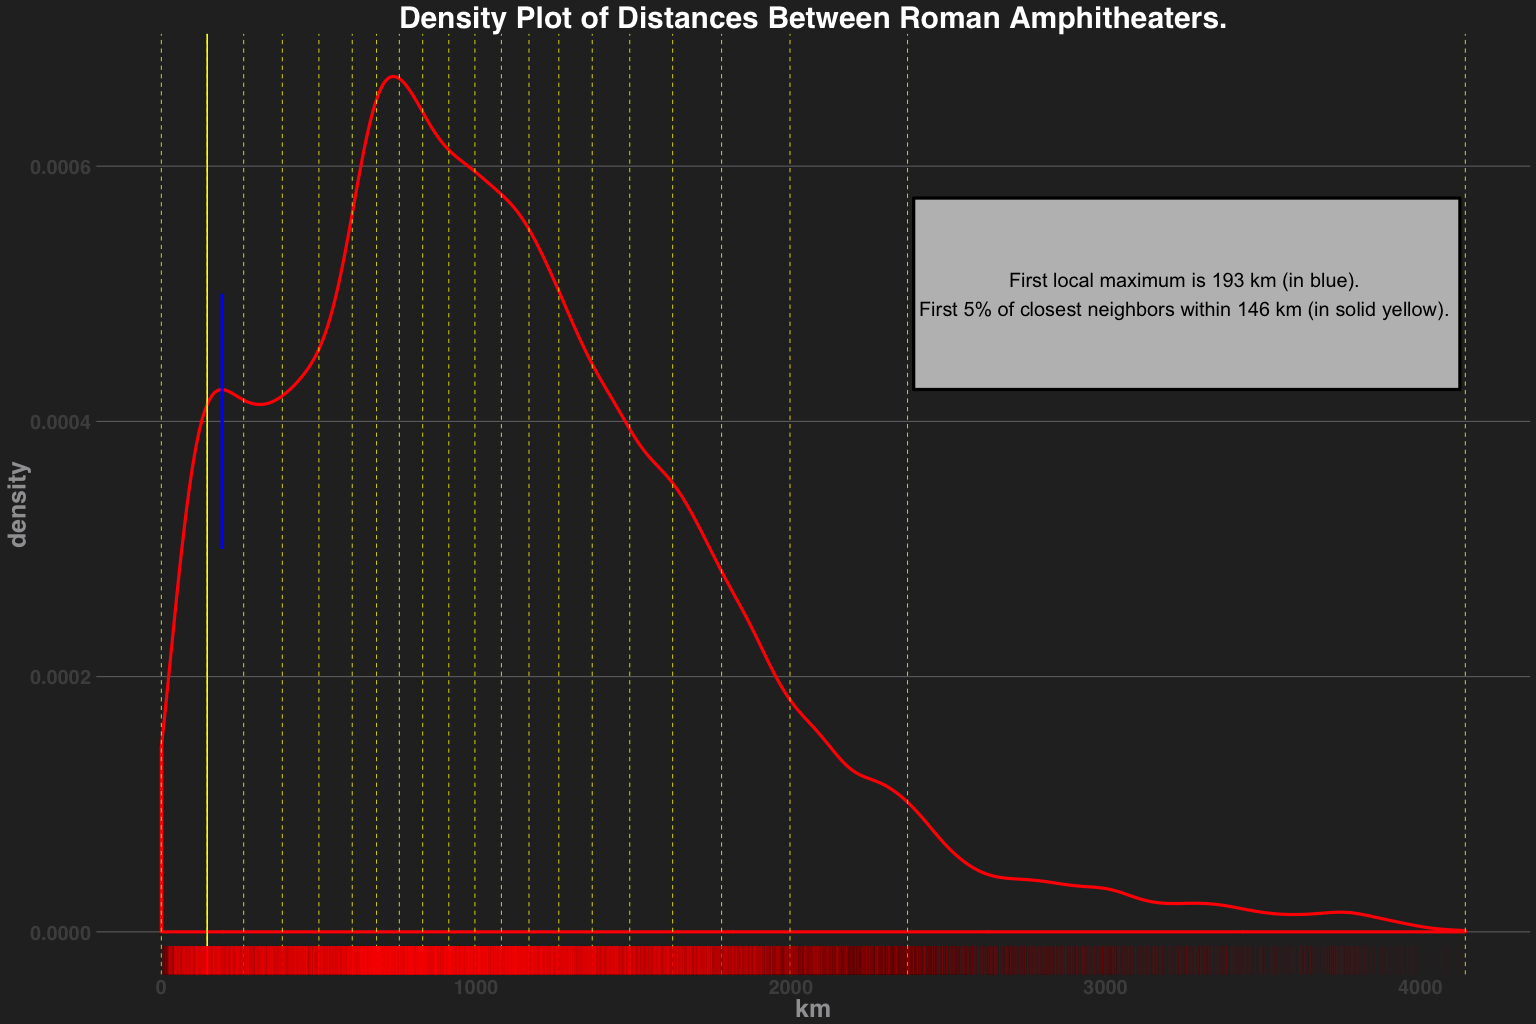 Density Plot of Distances Between Roman Amphitheaters.
0.0006
First local maximum is 193 km (in blue).
First 5% of closest neighbors within 146 km (in solid yellow).
0.0004
density
0.0002
0.0000
0 1000 2000 3000 4000
km